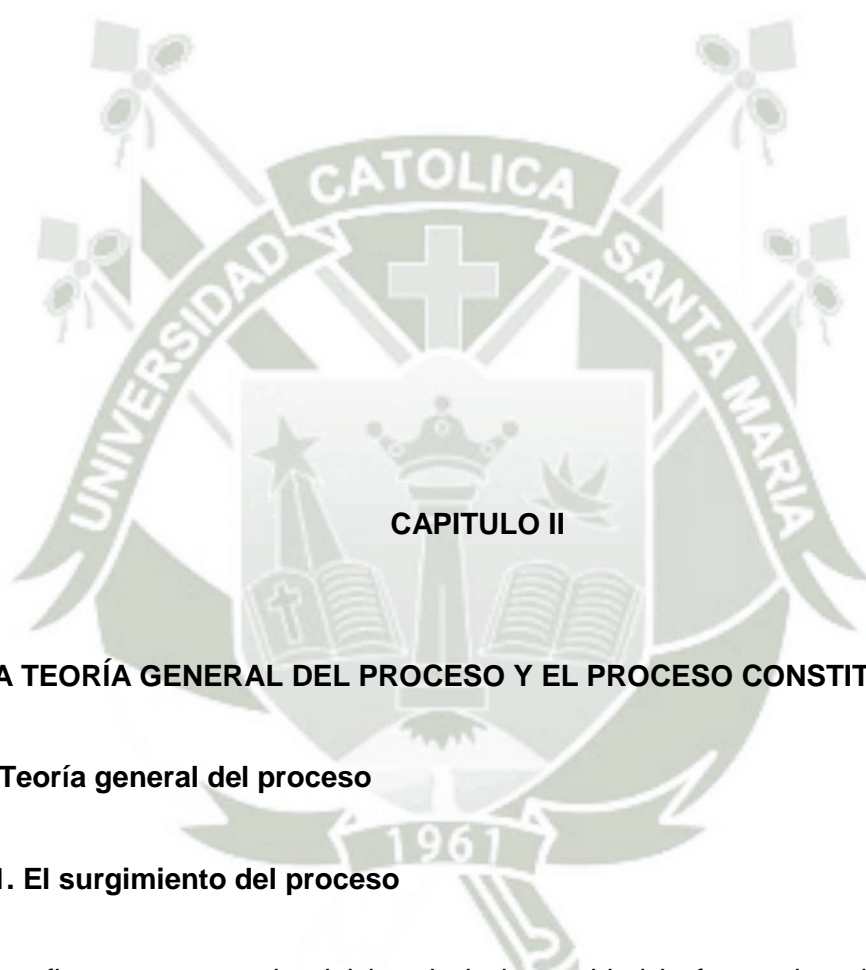 UNIVERSIDAD CATOLICA SANTA MARIA
CAPITULO II
A TEORÍA GENERAL DEL PROCESO Y EL PROCESO CONSTIT
Teoría general del proceso
1961
. El surgimiento del proceso